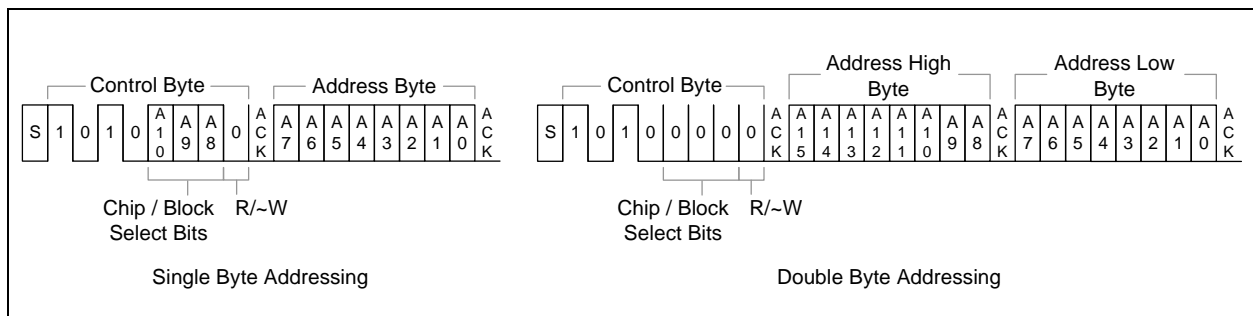 Control Byte
Address Byte
S 1 0 1 0 A10 A9 A8 0 ACK A7 A6 A5 A4 A3 A2 A1 A0 ACK
Chip / Block
Select Bits
R/~W
Single Byte Addressing
Control Byte
Address High
Byte
Address Low
Byte
S 1 0 1 0 0 0 0 0 ACK A15 A14 A13 A12 A11 A10 A9 A8 ACK A7 A6 A5 A4 A3 A2 A1 A0 ACK
Chip / Block
Select Bits
R/~W
Double Byte Addressing